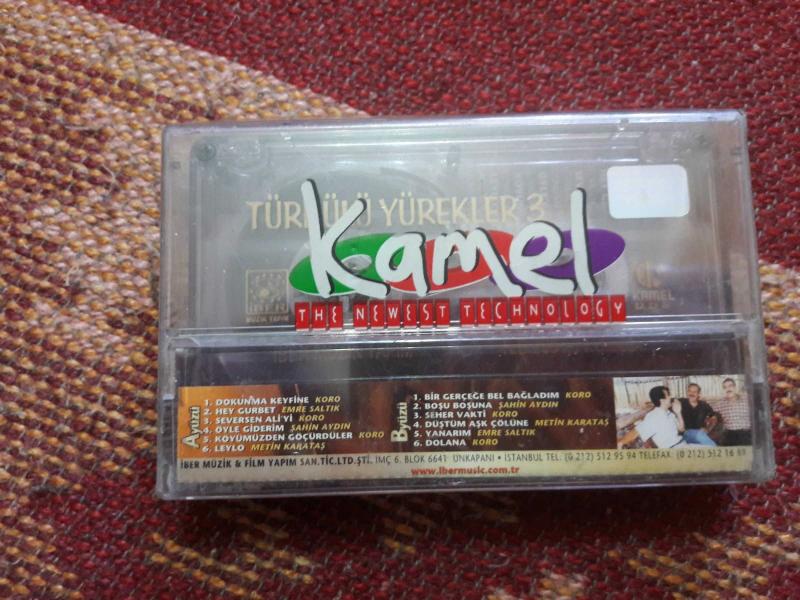 TÜRKÜLÜ YÜREKLER 3
Kamel
THE NEWEST TECHNOLOGY
İBER
MÜZİK YAPIM
KAMEL
A yüzü
1. DOKUNMA KEYFİNE KORO
2. HEY GURBET EMRE SALTIK
3. SEVERSEN ALİ'Yİ KORO
4. ÖYLE GİDERİM ŞAHİN AYDIN
5. KÖYÜMÜZDEN GÖÇÜRDÜLER KORO
6. LEYLO METİN KARATAŞ
B yüzü
1. BİR GERÇEĞE BEL BAĞLADIM KORO
2. BOŞU BOŞUNA ŞAHİN AYDIN
3. SEHER VAKTİ KORO
4. DÜŞTÜM AŞK ÇÖLÜNE METİN KARATAŞ
5. YANARIM EMRE SALTIK
6. DOLANA KORO
İBER MÜZİK & FİLM YAPIM SAN.TİC.LTD.ŞTİ. İMÇ 6. BLOK 6641 UNKAPANI • İSTANBUL TEL: (0 212) 512 95 94 TELEFAX: (0 212) 512 16 89
www.ibermusic.com.tr